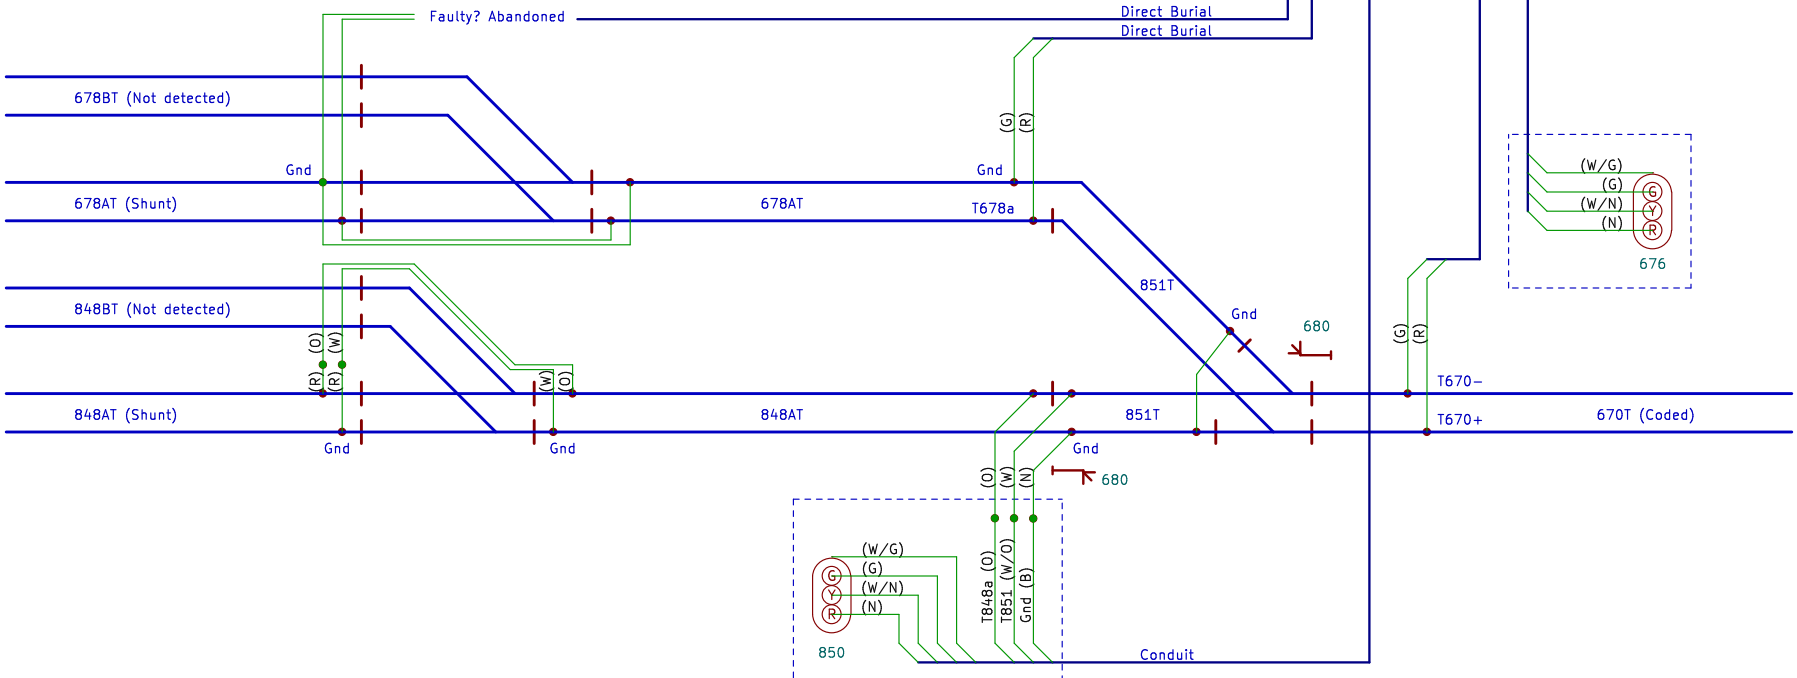 Faulty? Abandoned
Direct Burial
Direct Burial
678BT (Not detected)
(G)
(R)
Gnd
Gnd
678AT (Shunt)
678AT
T678a
(W/G)
(G)
(W/N)
(N)
G
Y
R
676
851T
848BT (Not detected)
Gnd
680
(O)
(W)
(G)
(R)
(R)
(R)
(W)
(O)
T670-
848AT (Shunt)
848AT
851T
T670+
670T (Coded)
Gnd
Gnd
Gnd
(O)
(W)
(N)
680
(W/G)
(G)
(W/N)
(N)
G
Y
R
T848a (O)
T851 (W/O)
Gnd (B)
850
Conduit